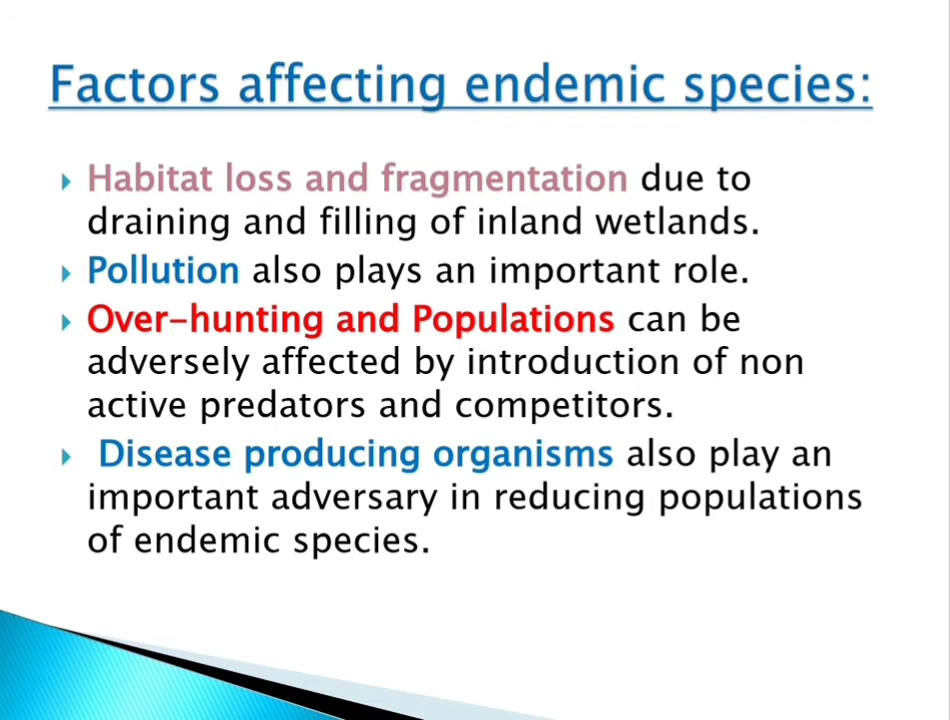 Factors affecting endemic species:
Habitat loss and fragmentation due to
draining and filling of inland wetlands.
Pollution also plays an important role.
Over-hunting and Populations can be
adversely affected by introduction of non
active predators and competitors.
Disease producing organisms also play an
important adversary in reducing populations
of endemic species.